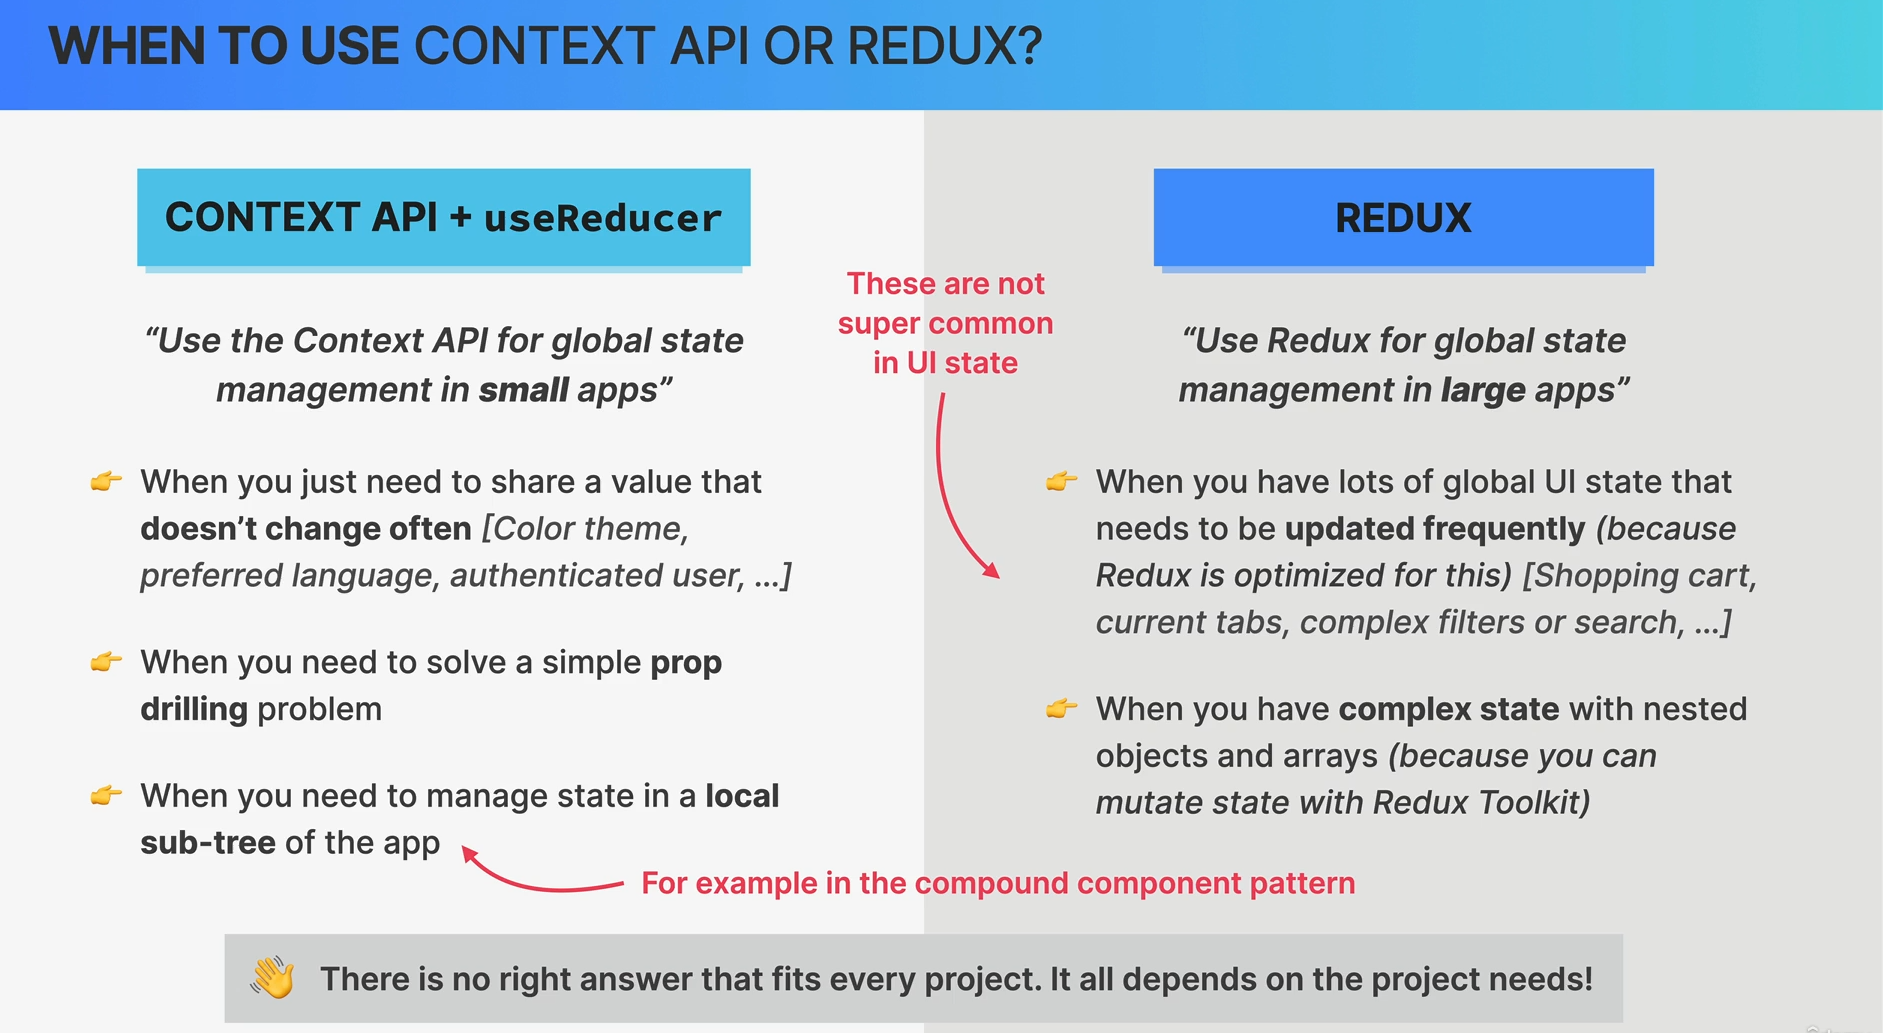 WHEN TO USE CONTEXT API OR REDUX?
CONTEXT API + useReducer
“Use the Context API for global state
management in small apps”
👉 When you just need to share a value that
doesn’t change often [Color theme,
preferred language, authenticated user, …]
👉 When you need to solve a simple prop
drilling problem
👉 When you need to manage state in a local
sub-tree of the app
For example in the compound component pattern
These are not
super common
in UI state
REDUX
“Use Redux for global state
management in large apps”
👉 When you have lots of global UI state that
needs to be updated frequently (because
Redux is optimized for this) [Shopping cart,
current tabs, complex filters or search, …]
👉 When you have complex state with nested
objects and arrays (because you can
mutate state with Redux Toolkit)
👋 There is no right answer that fits every project. It all depends on the project needs!